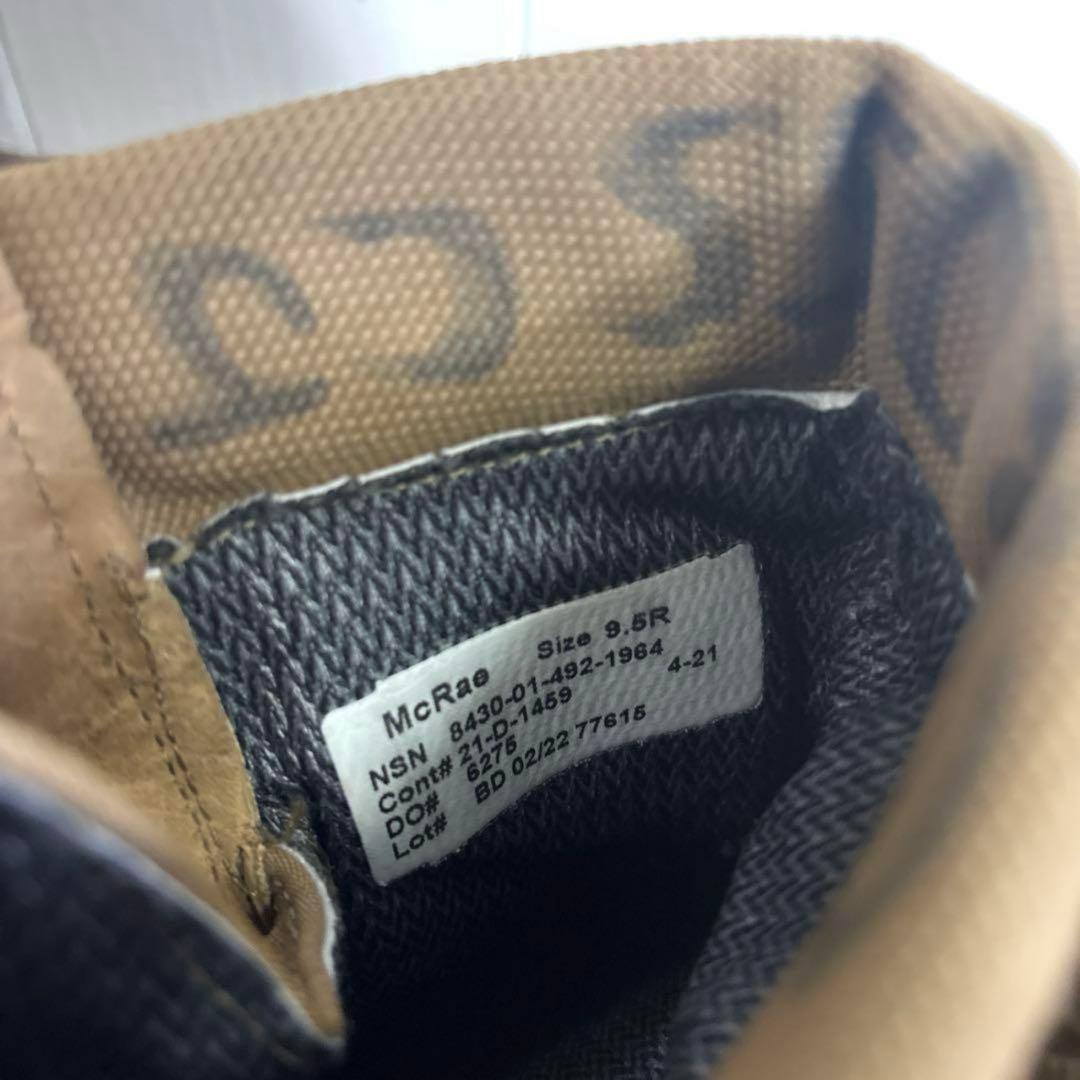 McRae Size 9.5R
NSN 8430-01-492-1964
Cont# 21-D-1459 4-21
DO# 6275
Lot# BD 02/22 77615